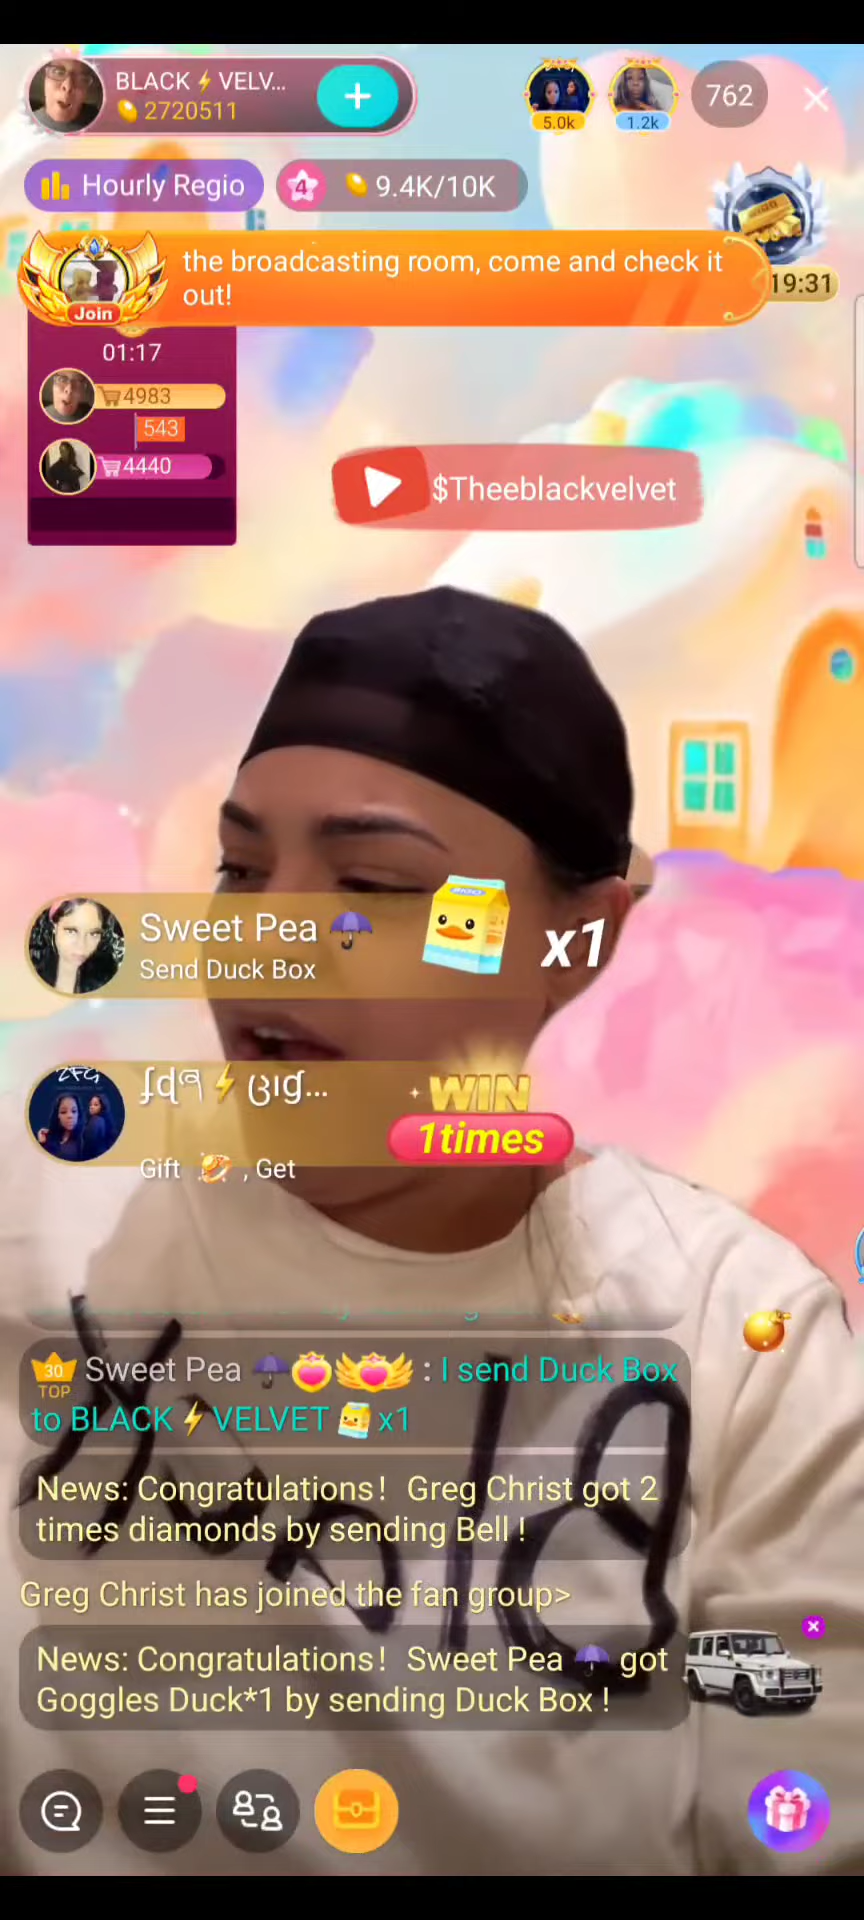 BLACK⚡VELV...
2720511
5.0k
1.2k
762
Hourly Regio
4
9.4K/10K
the broadcasting room, come and check it
out!
Join
19:31
01:17
4983
543
4440
$Theeblackvelvet
Sweet Pea ☂
Send Duck Box
BIGO
x1
ZFG
WIN
1times
Gift , Get
30 Sweet Pea ☂ : I send Duck Box
TOP
to BLACK⚡VELVET x1
News: Congratulations! Greg Christ got 2
times diamonds by sending Bell !
Greg Christ has joined the fan group>
News: Congratulations! Sweet Pea ☂ got
Goggles Duck*1 by sending Duck Box !